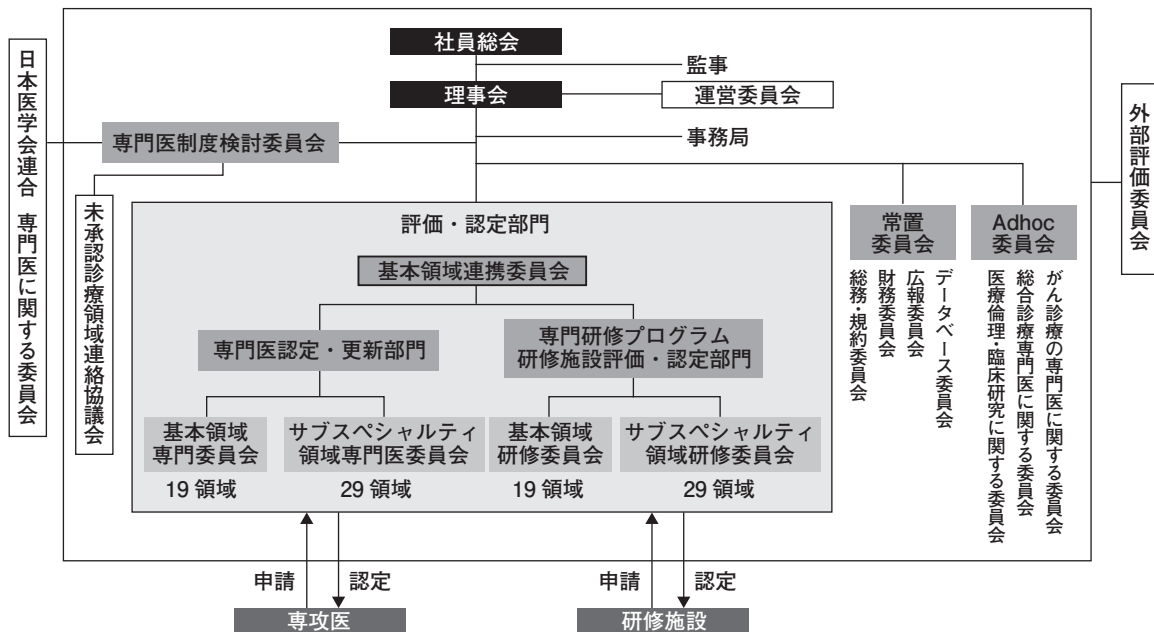 社員総会
監事
理事会
運営委員会
事務局
専門医制度検討委員会
日本医学会連合 専門医に関する委員会
未承認診療領域連絡協議会
外部評価委員会
評価・認定部門
基本領域連携委員会
専門医認定・更新部門
専門研修プログラム
研修施設評価・認定部門
基本領域
専門委員会
19 領域
サブスペシャルティ
領域専門医委員会
29 領域
基本領域
研修委員会
19 領域
サブスペシャルティ
領域研修委員会
29 領域
常置
委員会
データベース委員会
広報委員会
財務委員会
総務・規約委員会
Adhoc
委員会
がん診療の専門医に関する委員会
総合診療専門医に関する委員会
医療倫理・臨床研究に関する委員会
申請
認定
専攻医
申請
認定
研修施設